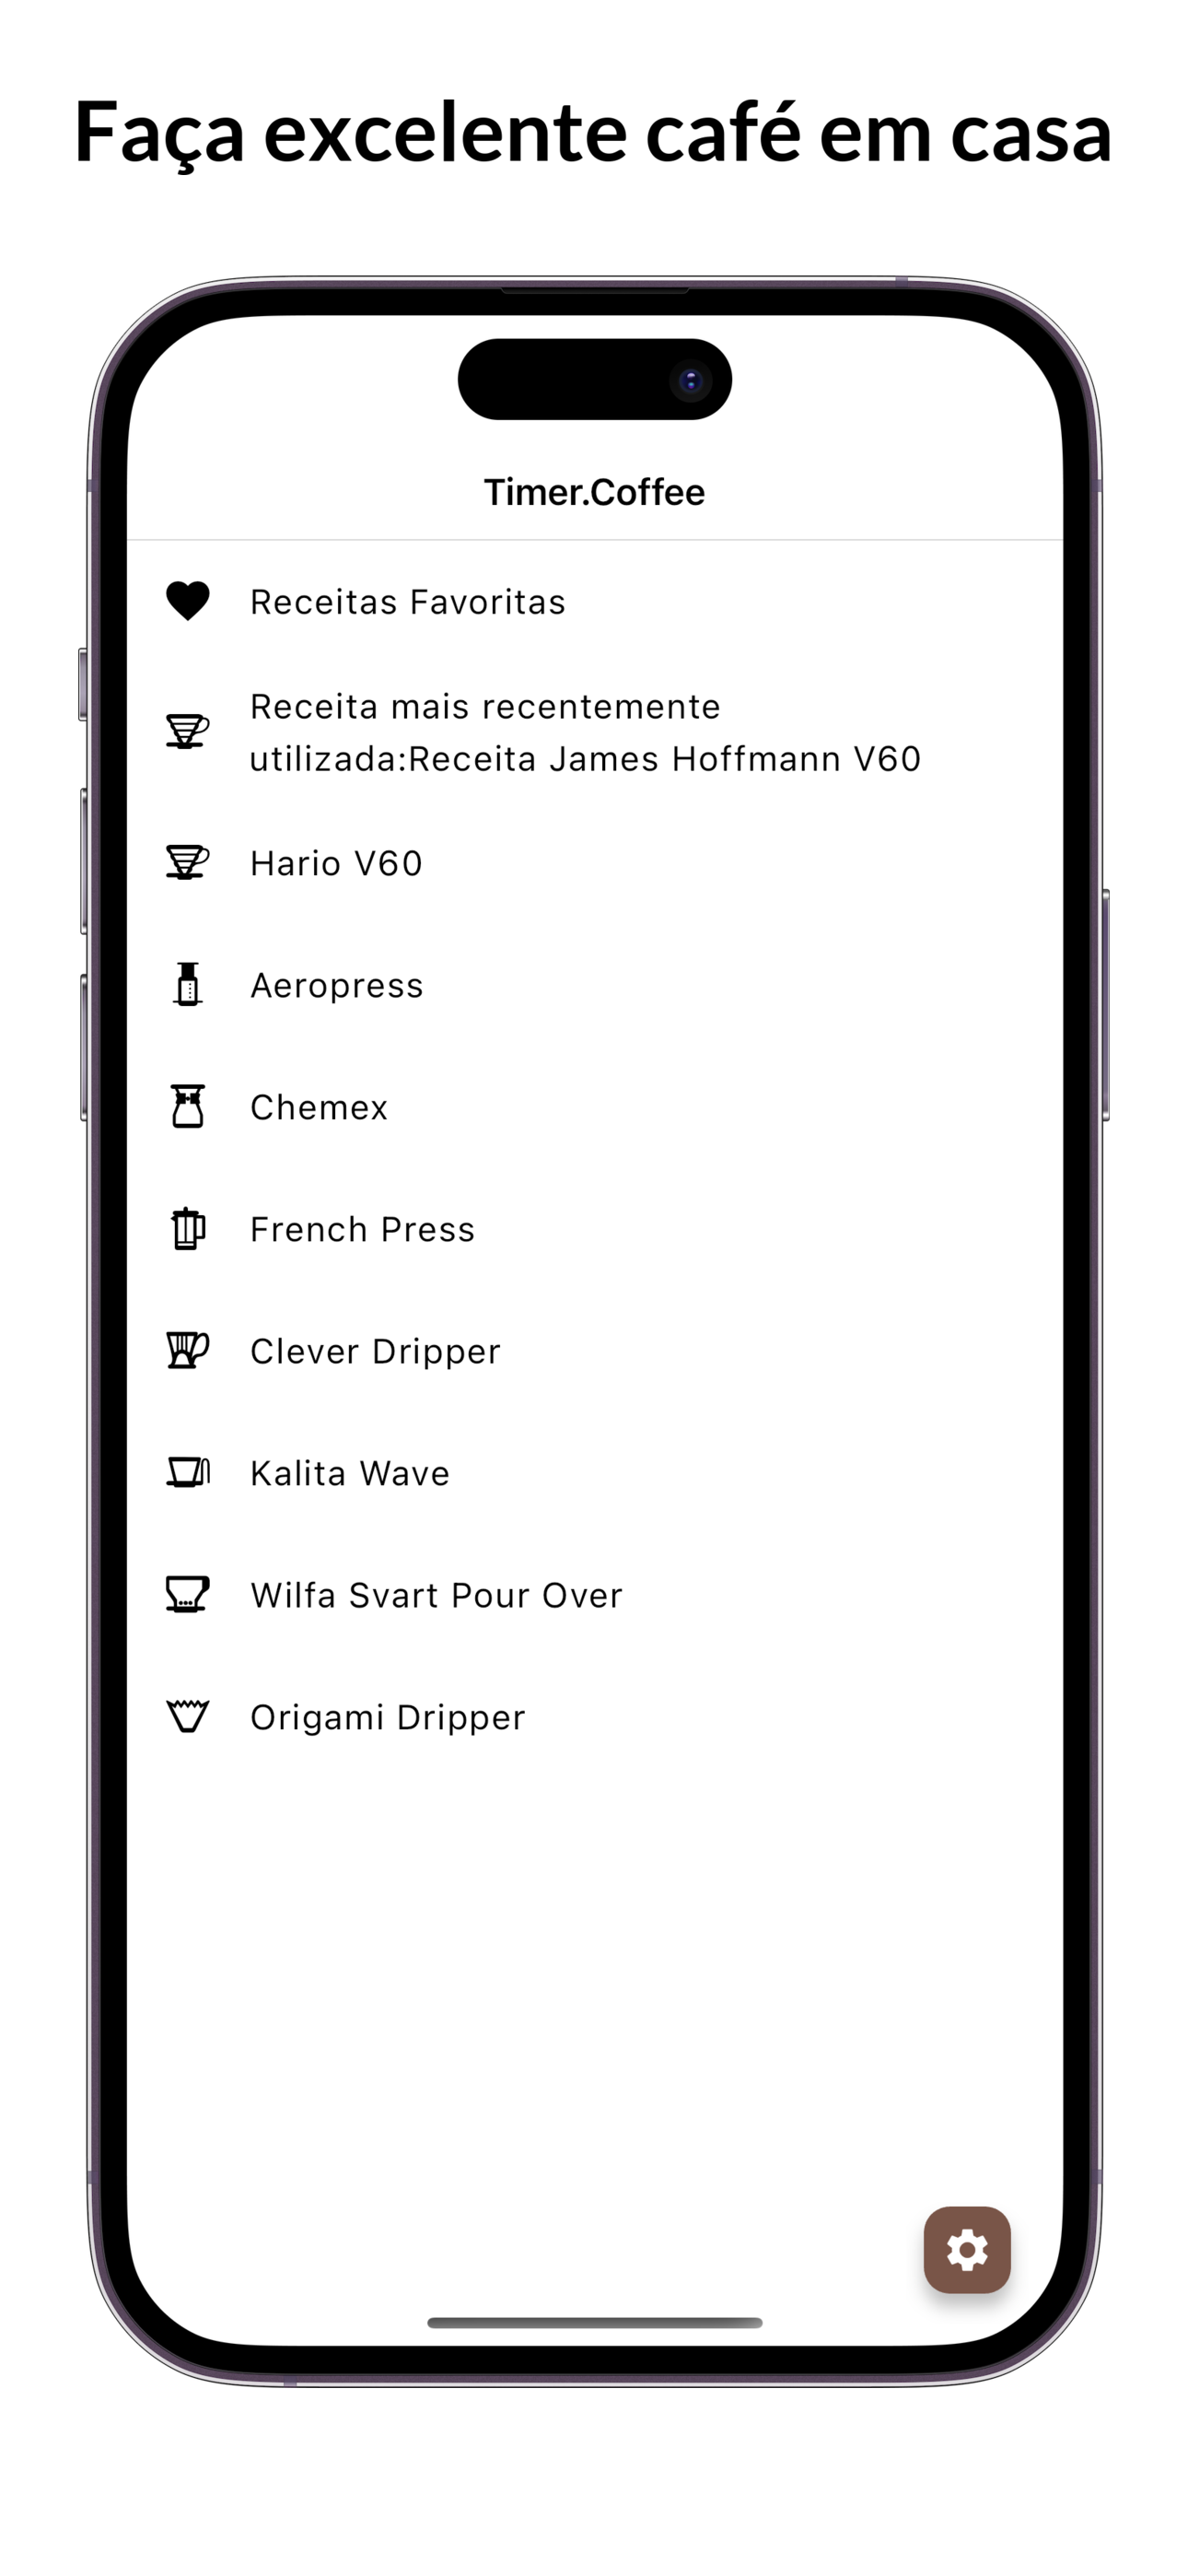 Faça excelente café em casa
Timer.Coffee
Receitas Favoritas
Receita mais recentemente
utilizada:Receita James Hoffmann V60
Hario V60
Aeropress
Chemex
French Press
Clever Dripper
Kalita Wave
Wilfa Svart Pour Over
Origami Dripper